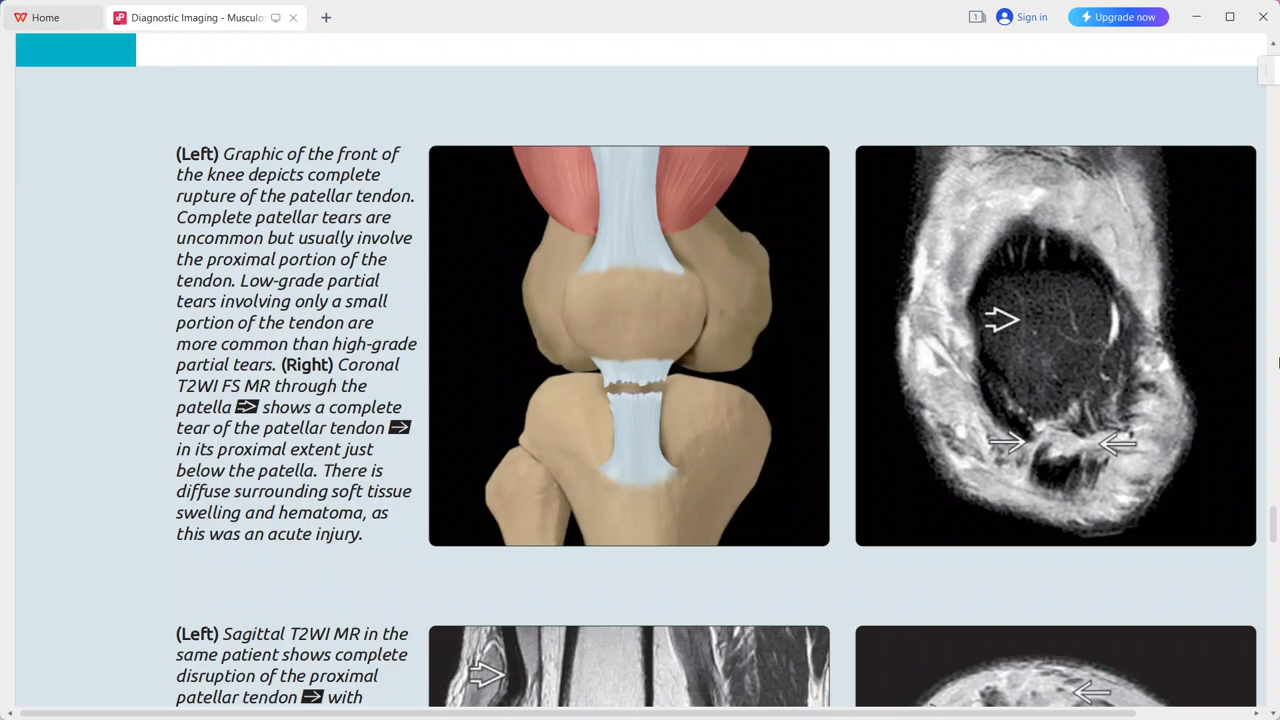 Home
Diagnostic Imaging - Musculos
1
Sign in
Upgrade now
(Left) Graphic of the front of
the knee depicts complete
rupture of the patellar tendon.
Complete patellar tears are
uncommon but usually involve
the proximal portion of the
tendon. Low-grade partial
tears involving only a small
portion of the tendon are
more common than high-grade
partial tears. (Right) Coronal
T2WI FS MR through the
patella shows a complete
tear of the patellar tendon
in its proximal extent just
below the patella. There is
diffuse surrounding soft tissue
swelling and hematoma, as
this was an acute injury.
(Left) Sagittal T2WI MR in the
same patient shows complete
disruption of the proximal
patellar tendon with